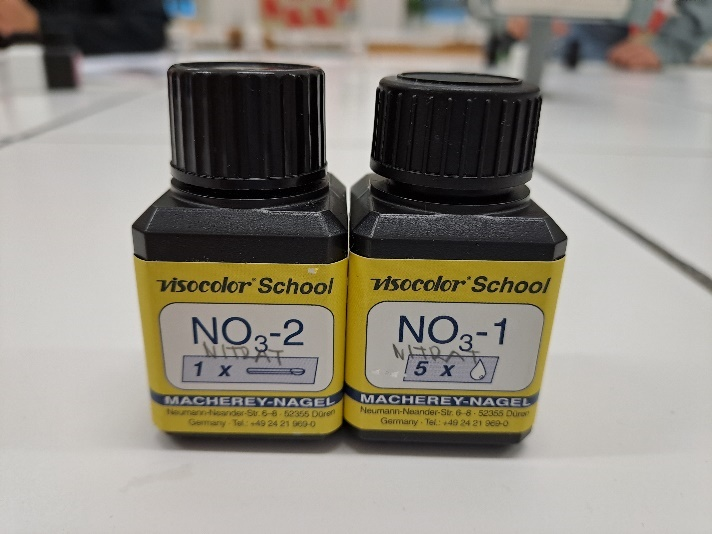 visocolor® School
NO3-2
NITRAT
1 x
MACHEREY-NAGEL
Neumann-Neander-Str. 6-8 · 52355 Düren
Germany · Tel.: +49 24 21 969-0
visocolor® School
NO3-1
NITRAT
5 x
MACHEREY-NAGEL
Neumann-Neander-Str. 6-8 · 52355 Düren
Germany · Tel.: +49 24 21 969-0